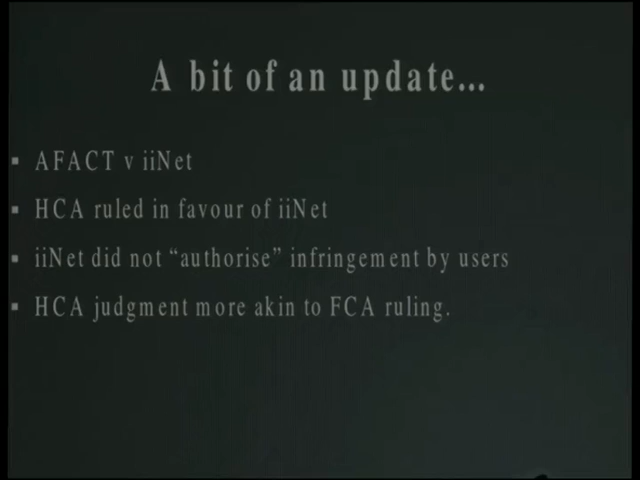 A bit of an update...
▪ AFACT v iiNet
▪ HCA ruled in favour of iiNet
▪ iiNet did not “authorise” infringement by users
▪ HCA judgment more akin to FCA ruling.